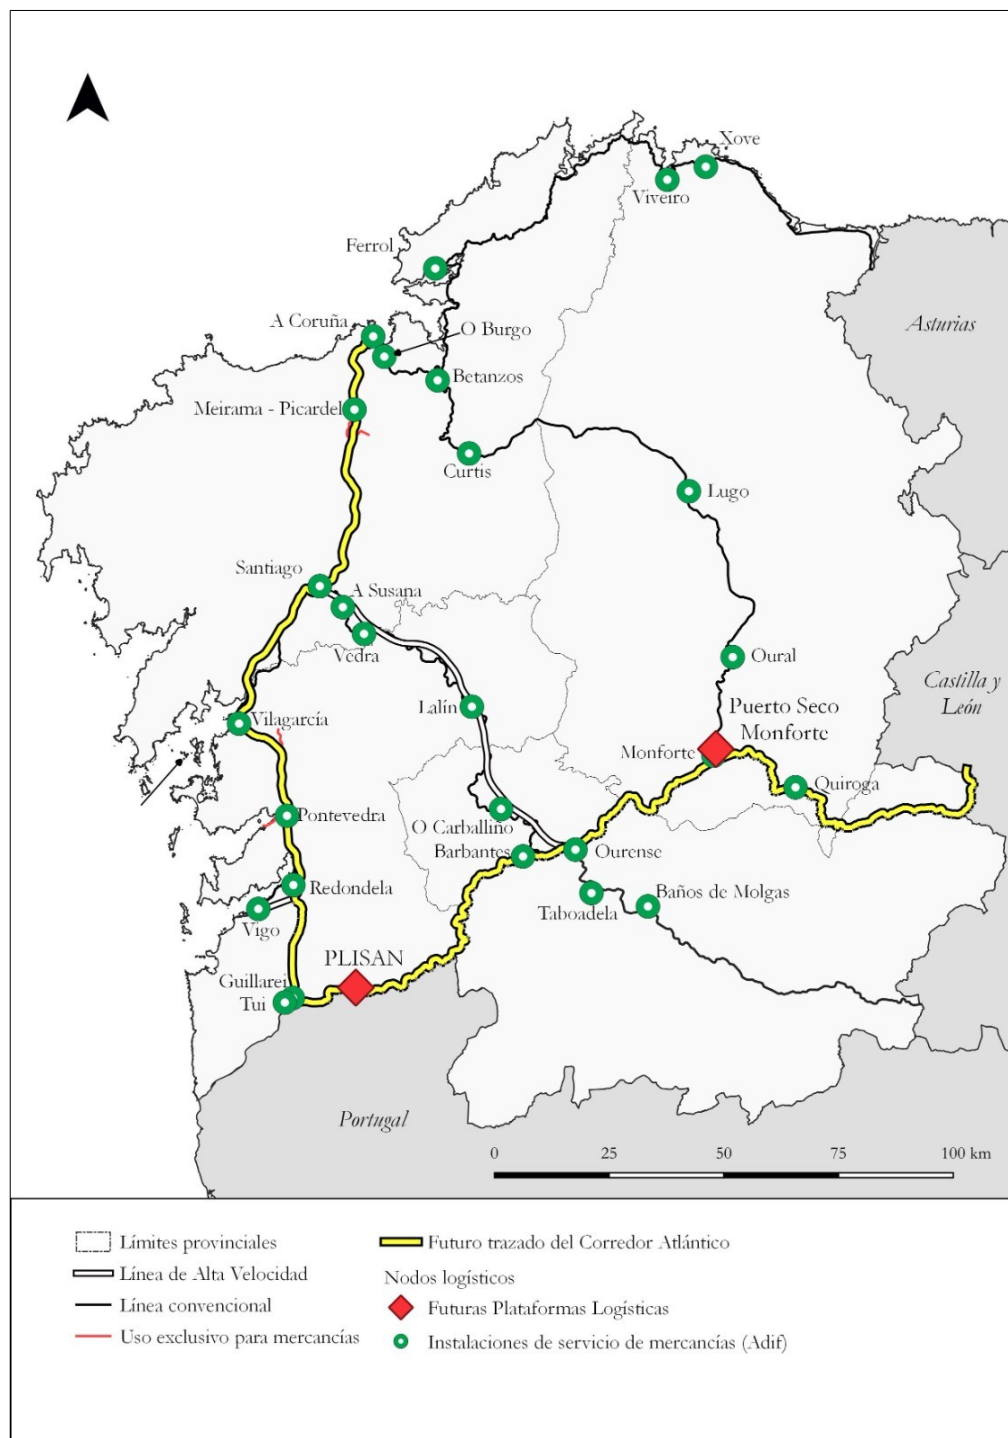 Xove
Viveiro
Ferrol
A Coruña
O Burgo
Asturias
Betanzos
Meirama - Picardel
Curtis
Lugo
Santiago
A Susana
Vedra
Oural
Castilla y
León
Lalín
Puerto Seco
Monforte
Vilagarcía
Monforte
Quiroga
Pontevedra
O Carballiño
Barbantes
Ourense
Redondela
Baños de Molgas
Taboadela
Vigo
PLISAN
Guillarei
Tui
Portugal
0 25 50 75 100 km
Límites provinciales
Línea de Alta Velocidad
Línea convencional
Uso exclusivo para mercancías
Futuro trazado del Corredor Atlántico
Nodos logísticos
Futuras Plataformas Logísticas
Instalaciones de servicio de mercancías (Adif)